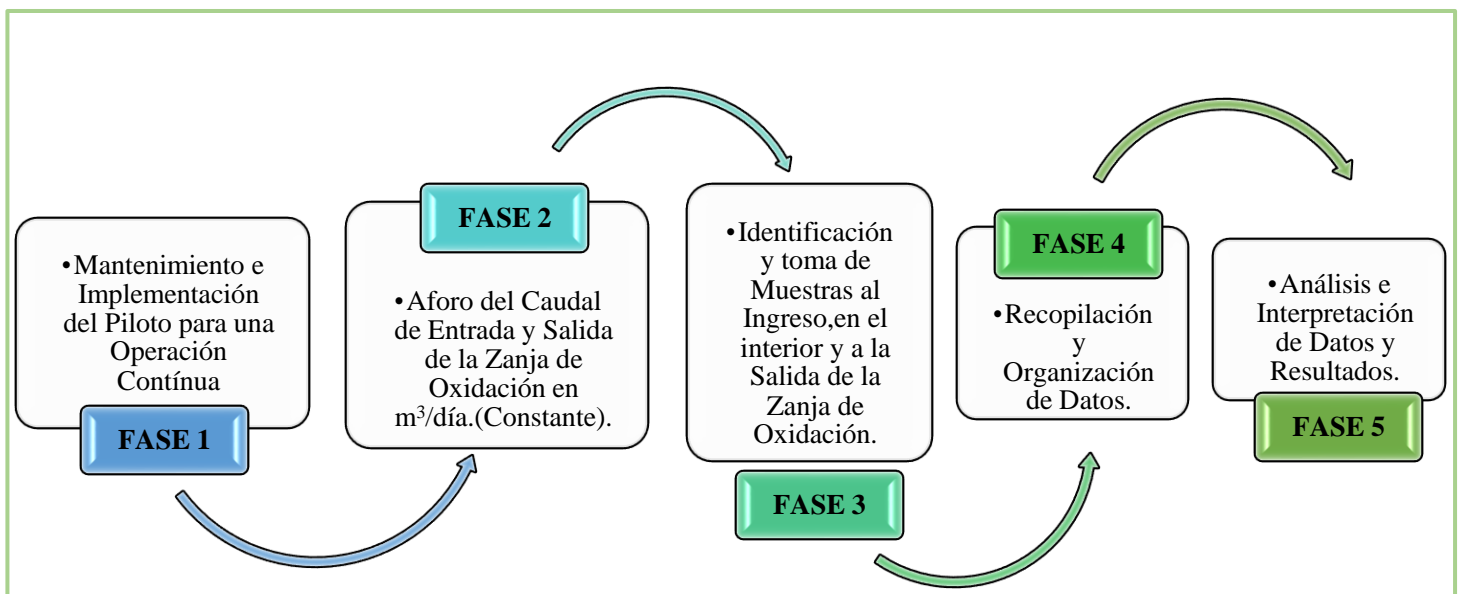 •Mantenimiento e
Implementación
del Piloto para una
Operación
Contínua
FASE 1
FASE 2
•Aforo del Caudal
de Entrada y Salida
de la Zanja de
Oxidación en
m³/día.(Constante).
•Identificación
y toma de
Muestras al
Ingreso,en el
interior y a la
Salida de la
Zanja de
Oxidación.
FASE 3
FASE 4
•Recopilación
y
Organización
de Datos.
•Análisis e
Interpretación
de Datos y
Resultados.
FASE 5